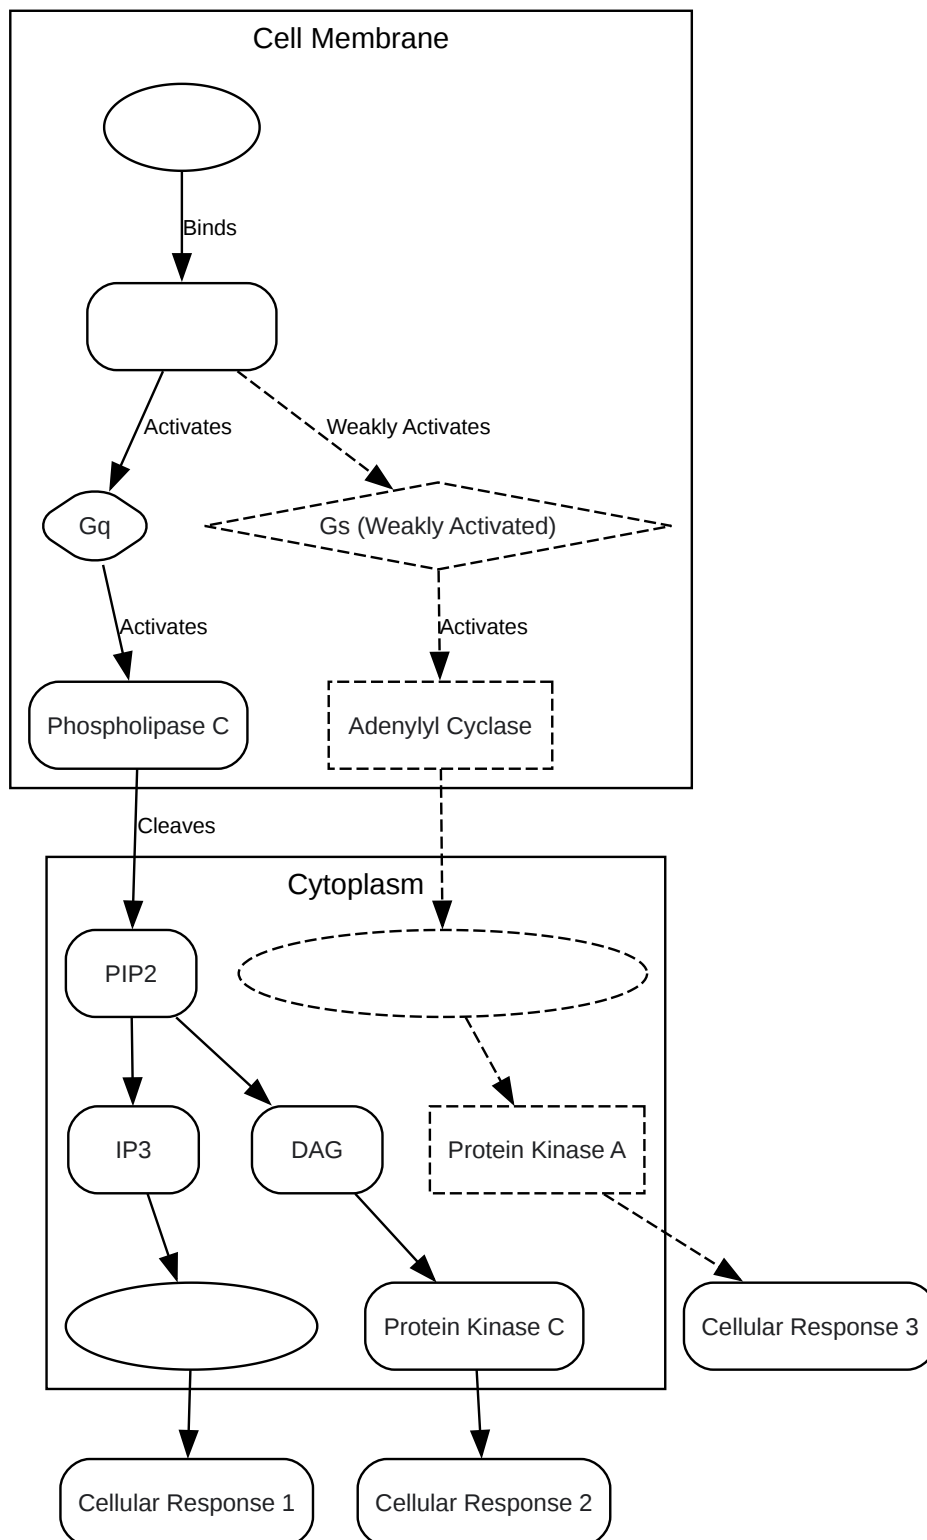 Cell Membrane
Binds
Activates
Weakly Activates
Gq
Gs (Weakly Activated)
Activates
Activates
Phospholipase C
Adenylyl Cyclase
Cleaves
Cytoplasm
PIP2
IP3
DAG
Protein Kinase A
Protein Kinase C
Cellular Response 3
Cellular Response 1
Cellular Response 2